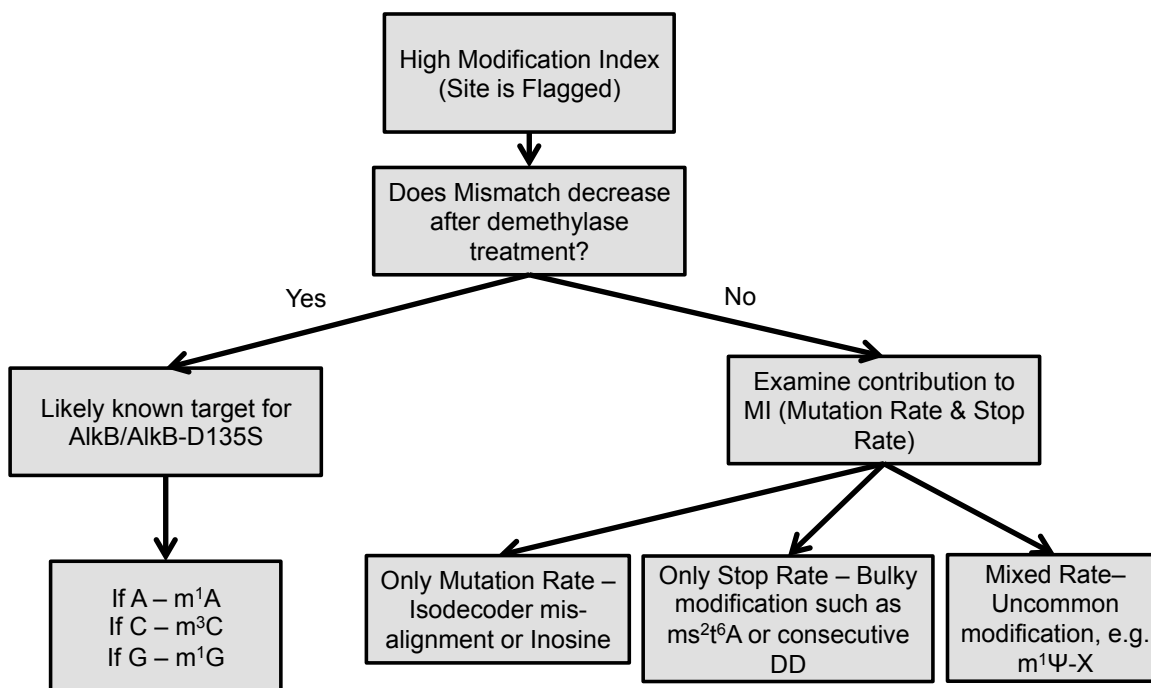 High Modification Index
(Site is Flagged)
Does Mismatch decrease
after demethylase
treatment?
Yes
No
Likely known target for
AlkB/AlkB-D135S
Examine contribution to
MI (Mutation Rate & Stop
Rate)
If A – m¹A
If C – m³C
If G – m¹G
Only Mutation Rate –
Isodecoder mis-
alignment or Inosine
Only Stop Rate – Bulky
modification such as
ms²t⁶A or consecutive
DD
Mixed Rate–
Uncommon
modification, e.g.
m¹Ψ-X